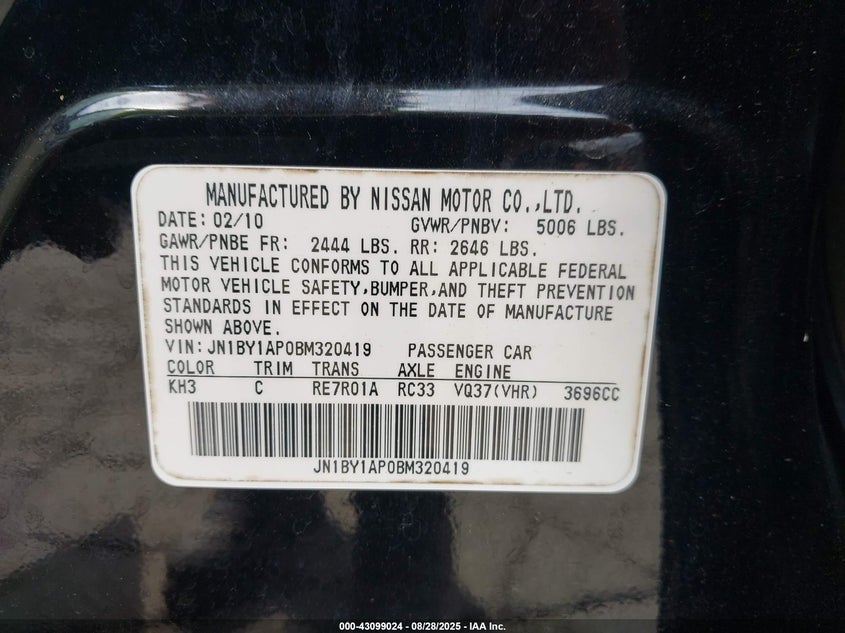 MANUFACTURED BY NISSAN MOTOR CO.,LTD.
DATE: 02/10 GVWR/PNBV: 5006 LBS.
GAWR/PNBE FR: 2444 LBS. RR: 2646 LBS.
THIS VEHICLE CONFORMS TO ALL APPLICABLE FEDERAL
MOTOR VEHICLE SAFETY,BUMPER,AND THEFT PREVENTION
STANDARDS IN EFFECT ON THE DATE OF MANUFACTURE
SHOWN ABOVE.
VIN:JN1BY1AP0BM320419 PASSENGER CAR
COLOR TRIM TRANS AXLE ENGINE
KH3 C RE7R01A RC33 VQ37(VHR) 3696CC
JN1BY1AP0BM320419
000-43099024 - 08/28/2025 - IAA Inc.